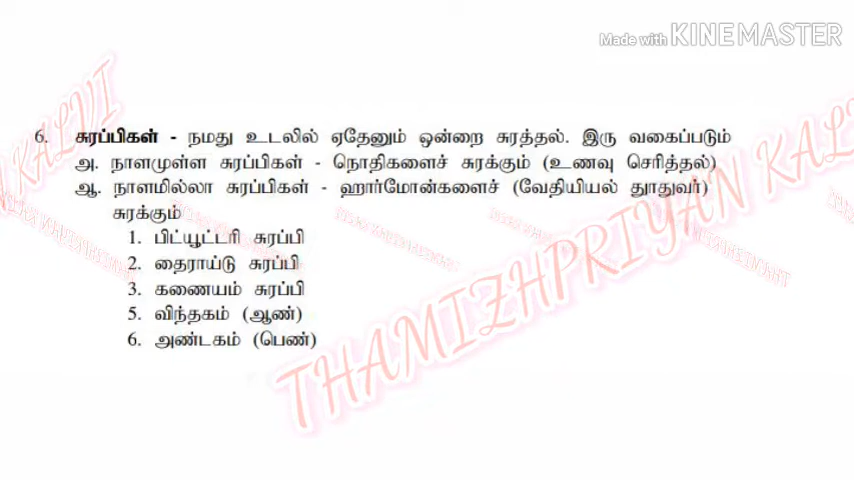 Made with KINEMASTER
6. சுரப்பிகள் - நமது உடலில் ஏதேனும் ஒன்றை சுரத்தல். இரு வகைப்படும்
அ. நாளமுள்ள சுரப்பிகள் - நொதிகளைச் சுரக்கும் (உணவு செரித்தல்)
ஆ. நாளமில்லா சுரப்பிகள் - ஹார்மோன்களைச் (வேதியியல் தூதுவர்)
சுரக்கும்
1. பிட்யூட்டரி சுரப்பி
2. தைராய்டு சுரப்பி
3. கணையம் சுரப்பி
5. விந்தகம் (ஆண்)
6. அண்டகம் (பெண்)
THAMIZHPRIYAN KALVI